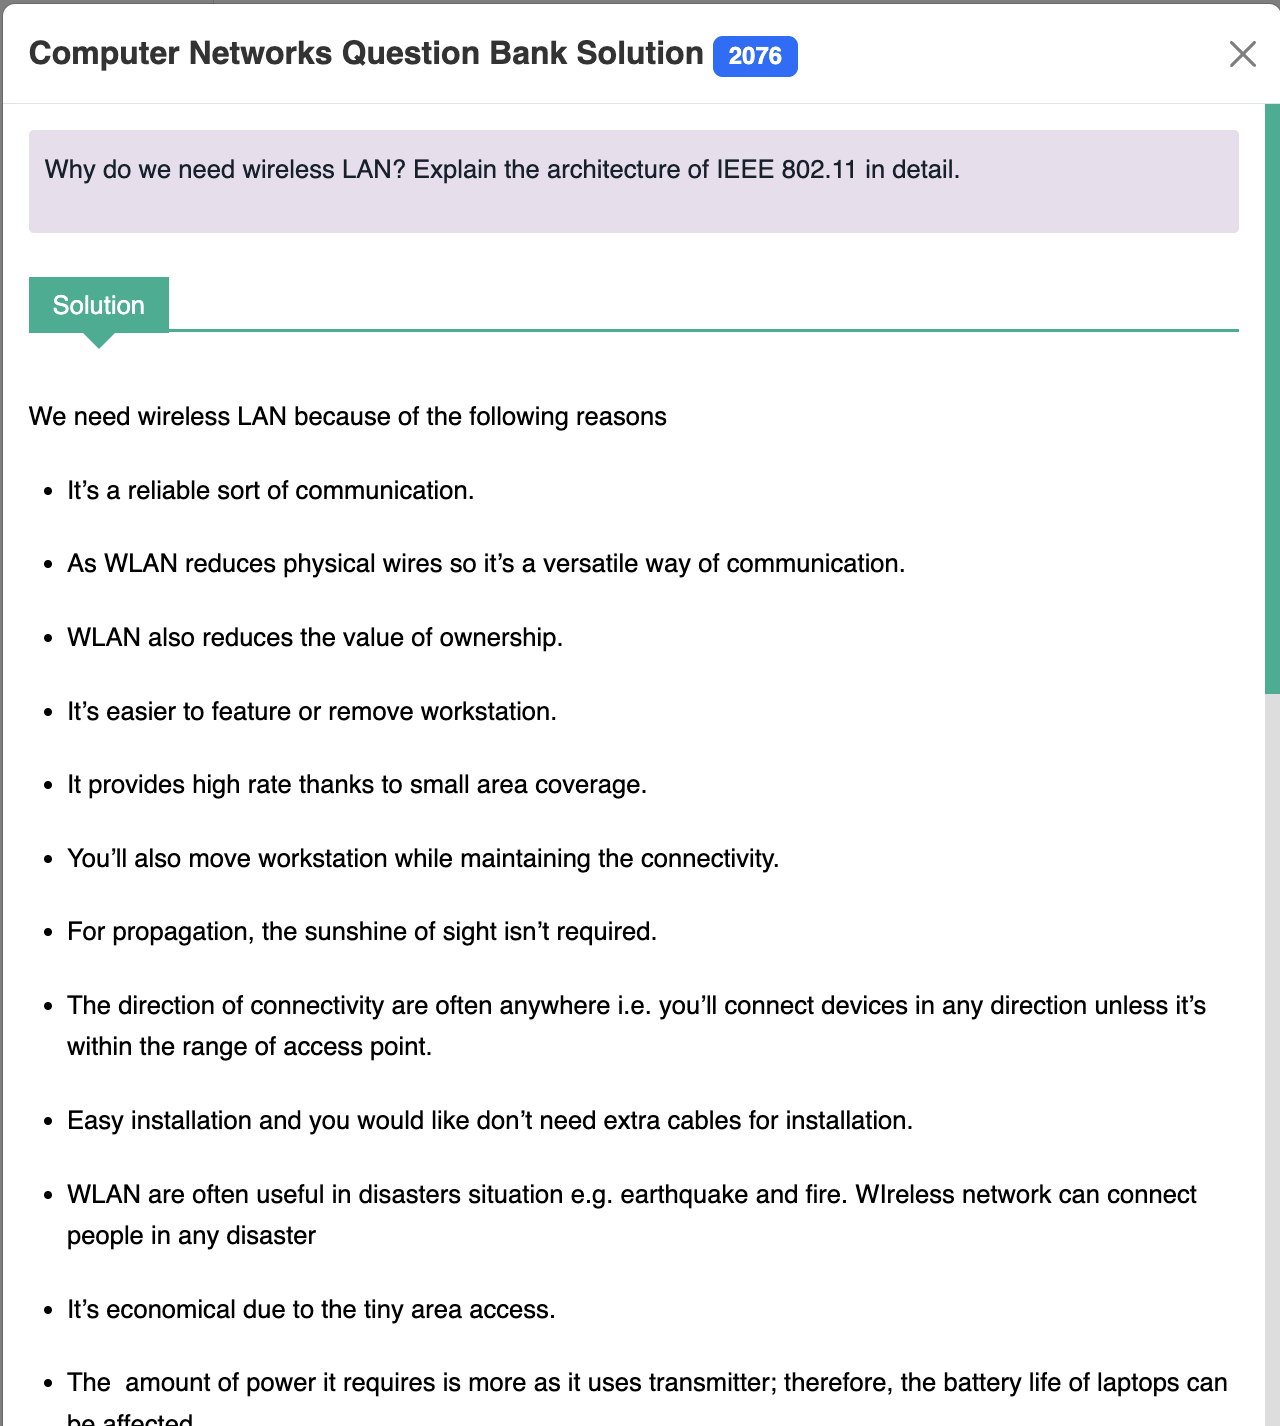 Computer Networks Question Bank Solution 2076
Why do we need wireless LAN? Explain the architecture of IEEE 802.11 in detail.
Solution
We need wireless LAN because of the following reasons
• It’s a reliable sort of communication.
• As WLAN reduces physical wires so it’s a versatile way of communication.
• WLAN also reduces the value of ownership.
• It’s easier to feature or remove workstation.
• It provides high rate thanks to small area coverage.
• You’ll also move workstation while maintaining the connectivity.
• For propagation, the sunshine of sight isn’t required.
• The direction of connectivity are often anywhere i.e. you’ll connect devices in any direction unless it’s
within the range of access point.
• Easy installation and you would like don’t need extra cables for installation.
• WLAN are often useful in disasters situation e.g. earthquake and fire. WIreless network can connect
people in any disaster
• It’s economical due to the tiny area access.
• The  amount of power it requires is more as it uses transmitter; therefore, the battery life of laptops can
be affected.